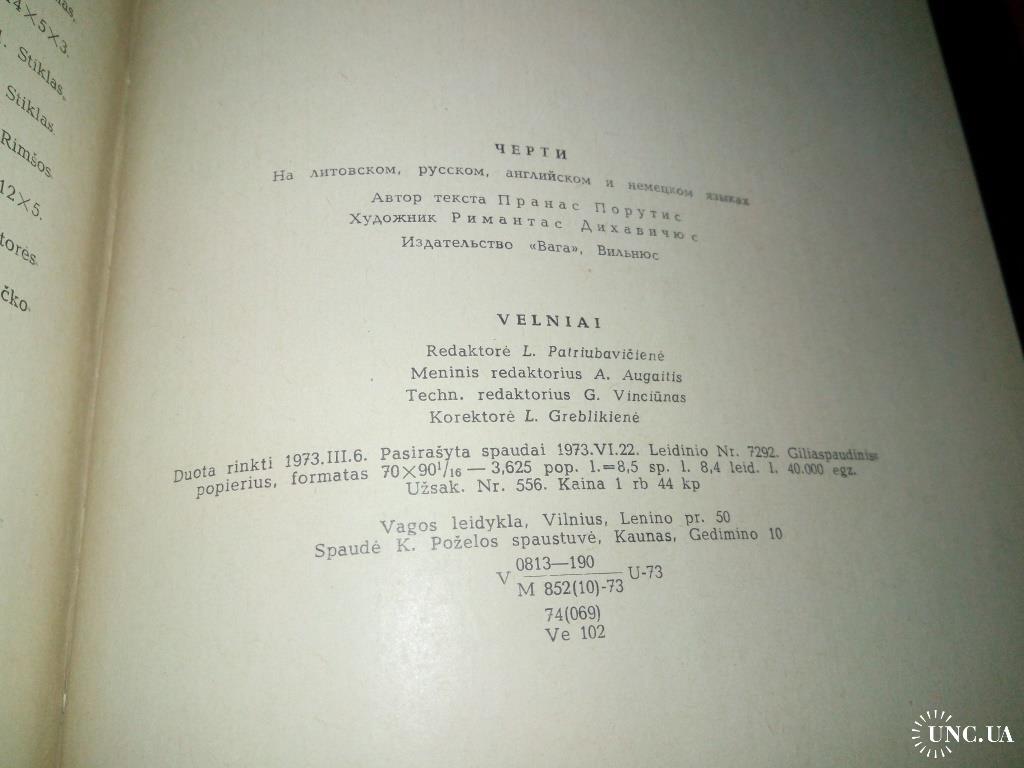 14×5×3.
Stiklas.
Stiklas.
Rimšos
12×5.
ЧЕРТИ
На литовском, русском, английском и немецком языках
Автор текста Пранас Порутис
Художник Римантас Дихавичюс
Издательство «Вага», Вильнюс
VELNIAI
Redaktorė L. Patriubavičienė
Meninis redaktorius A. Augaitis
Techn. redaktorius G. Vinciūnas
Korektorė L. Greblikienė
Duota rinkti 1973.III.6. Pasirašyta spaudai 1973.VI.22. Leidinio Nr. 7292. Giliaspaudinis
popierius, formatas 70×90¹/₁₆ — 3,625 pop. l.=8,5 sp. l. 8,4 leid. l. 40.000 egz.
Užsak. Nr. 556. Kaina 1 rb 44 kp
Vagos leidykla, Vilnius, Lenino pr. 50
Spaudė K. Poželos spaustuvė, Kaunas, Gedimino 10
0813—190
V M 852(10)-73 U-73
74(069)
Ve 102
UNC.UA